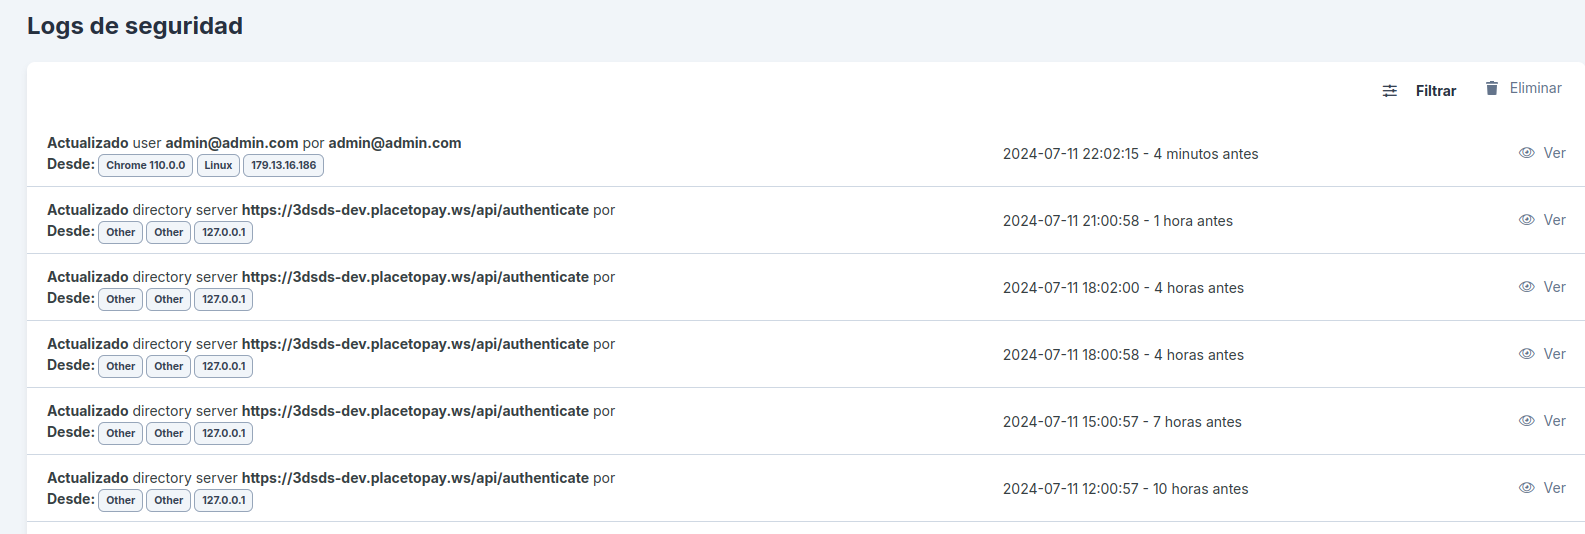 Logs de seguridad
Filtrar Eliminar
Actualizado user admin@admin.com por admin@admin.com
Desde: Chrome 110.0.0 Linux 179.13.16.186
2024-07-11 22:02:15 - 4 minutos antes
Ver
Actualizado directory server https://3dsds-dev.placetopay.ws/api/authenticate por
Desde: Other Other 127.0.0.1
2024-07-11 21:00:58 - 1 hora antes
Ver
Actualizado directory server https://3dsds-dev.placetopay.ws/api/authenticate por
Desde: Other Other 127.0.0.1
2024-07-11 18:02:00 - 4 horas antes
Ver
Actualizado directory server https://3dsds-dev.placetopay.ws/api/authenticate por
Desde: Other Other 127.0.0.1
2024-07-11 18:00:58 - 4 horas antes
Ver
Actualizado directory server https://3dsds-dev.placetopay.ws/api/authenticate por
Desde: Other Other 127.0.0.1
2024-07-11 15:00:57 - 7 horas antes
Ver
Actualizado directory server https://3dsds-dev.placetopay.ws/api/authenticate por
Desde: Other Other 127.0.0.1
2024-07-11 12:00:57 - 10 horas antes
Ver